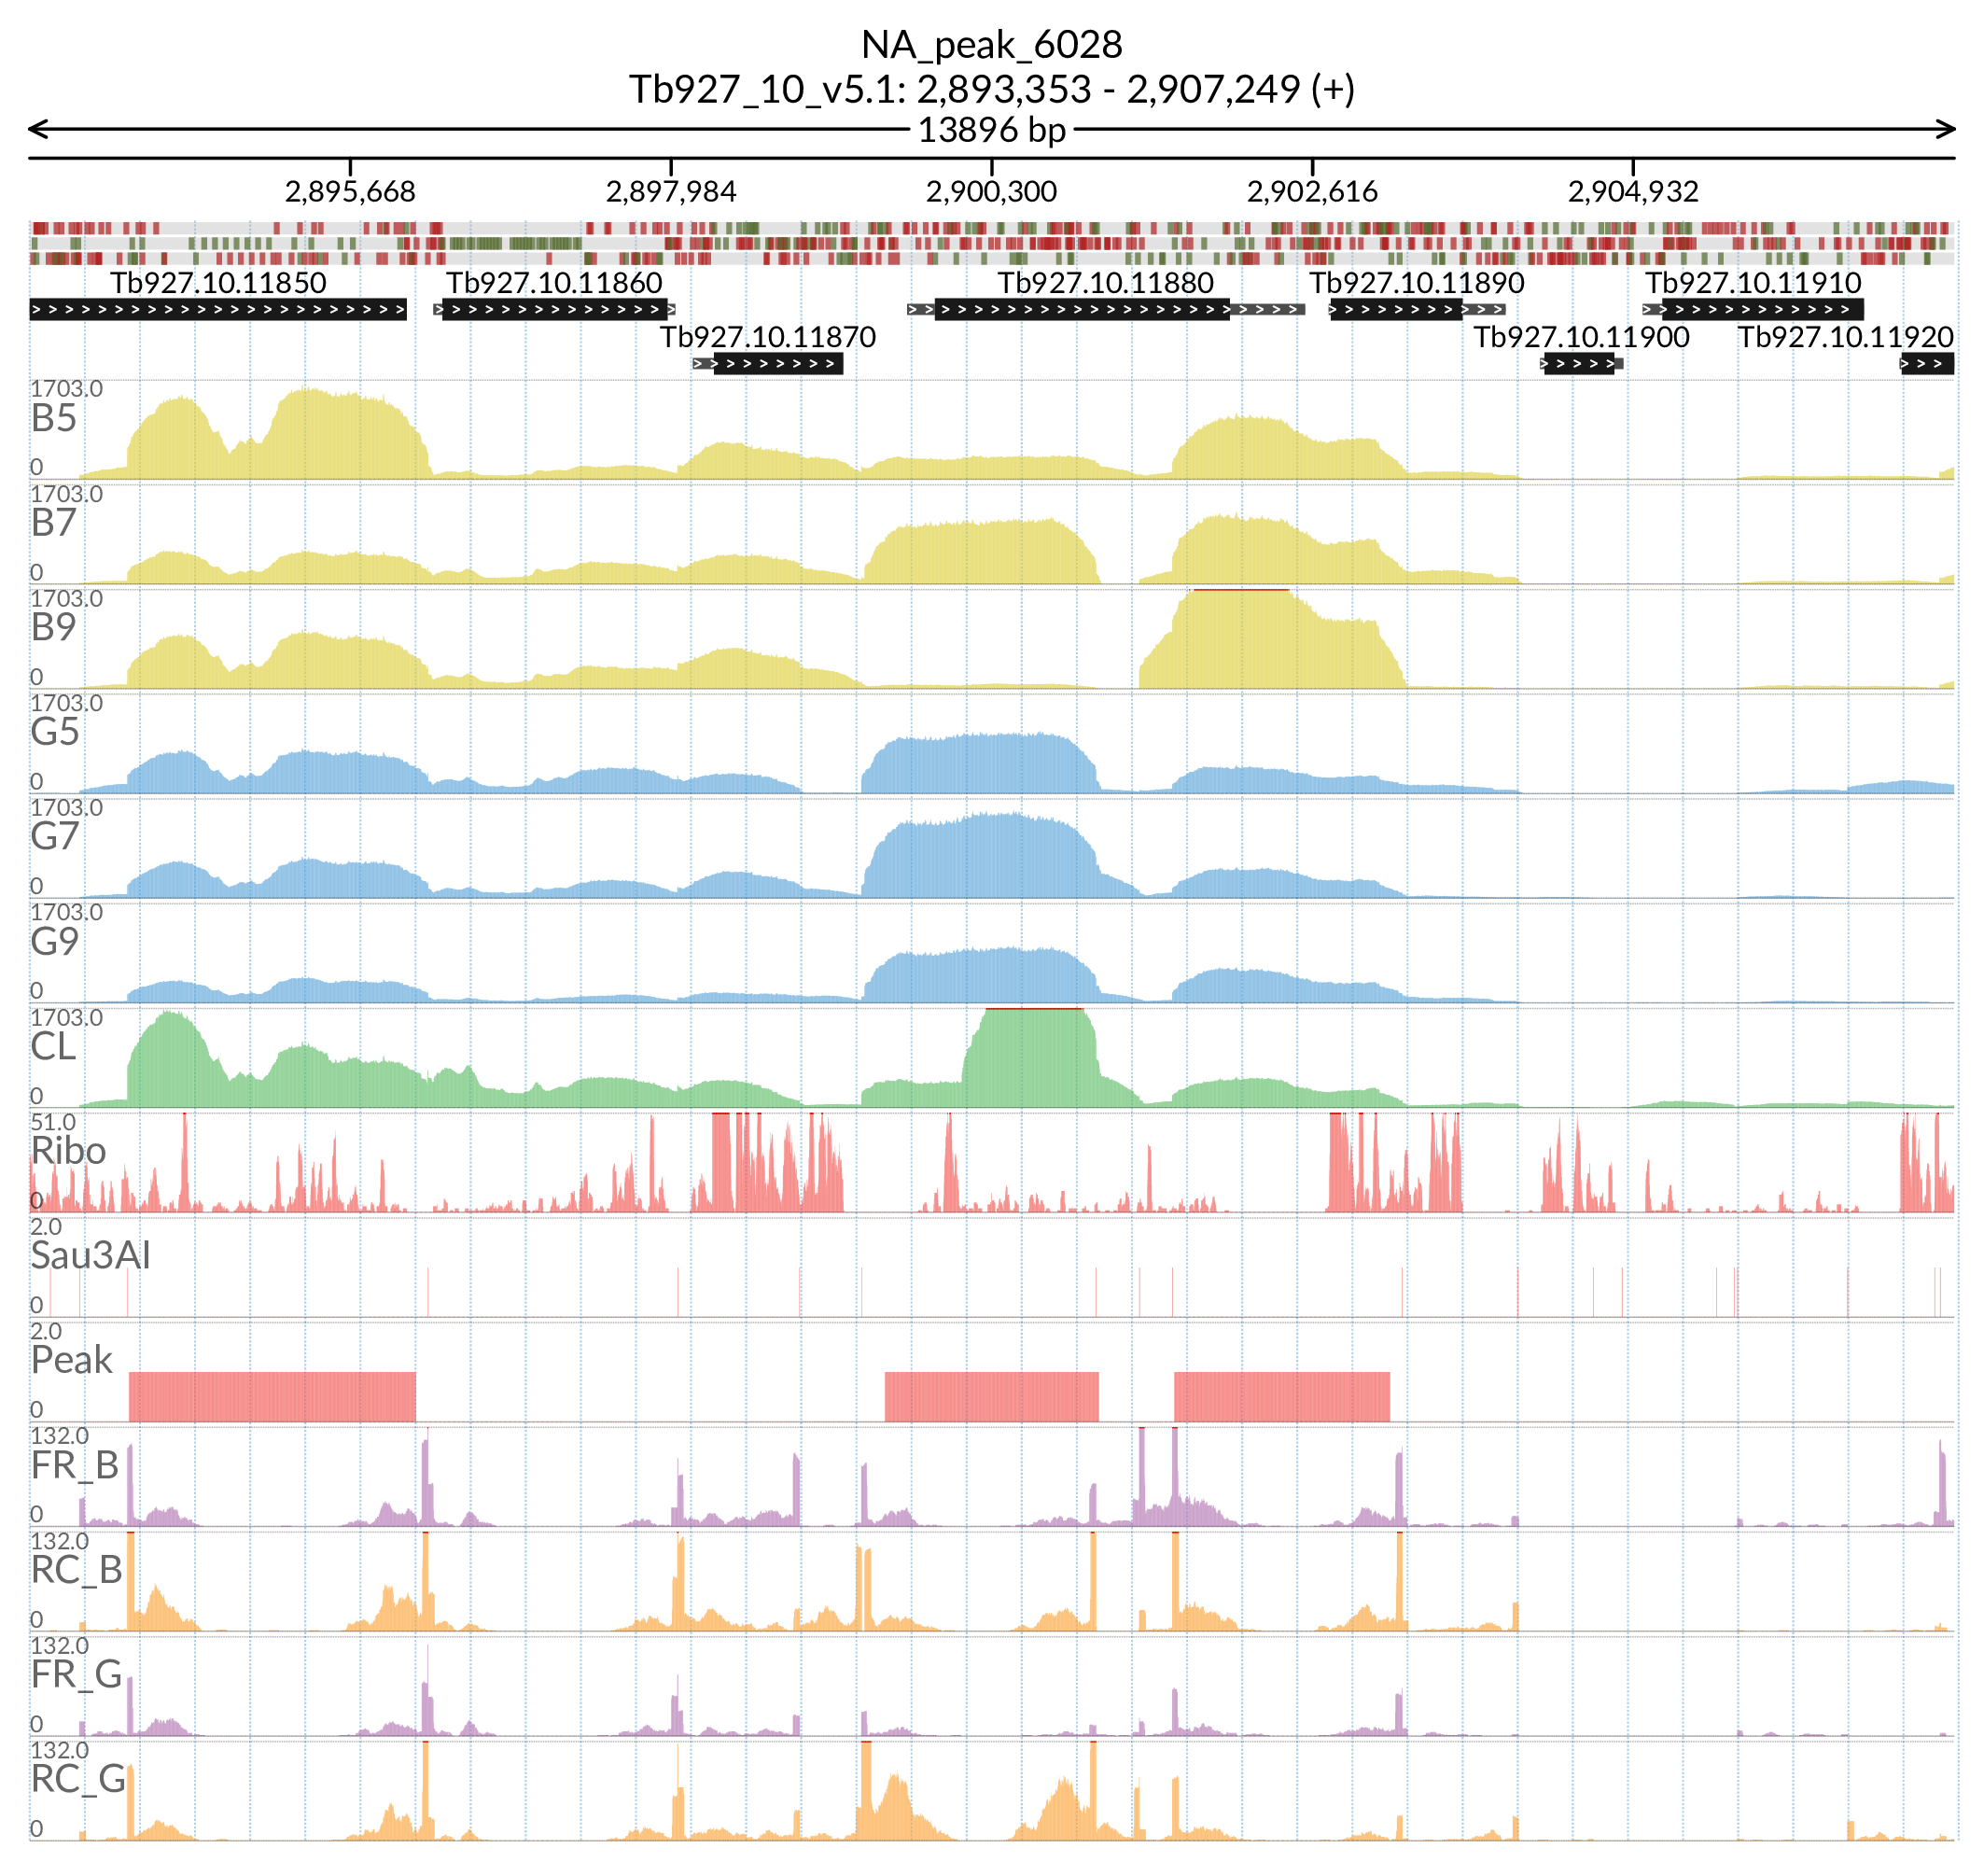 NA_peak_6028
Tb927_10_v5.1: 2,893,353 - 2,907,249 (+)
13896 bp
2,895,668 2,897,984 2,900,300 2,902,616 2,904,932
Tb927.10.11850 Tb927.10.11860 Tb927.10.11880 Tb927.10.11890 Tb927.10.11910
Tb927.10.11870 Tb927.10.11900 Tb927.10.11920
1703.0
B5
0
1703.0
B7
0
1703.0
B9
0
1703.0
G5
0
1703.0
G7
0
1703.0
G9
0
1703.0
CL
0
51.0
Ribo
0
2.0
Sau3AI
0
2.0
Peak
0
132.0
FR_B
0
132.0
RC_B
0
132.0
FR_G
0
132.0
RC_G
0